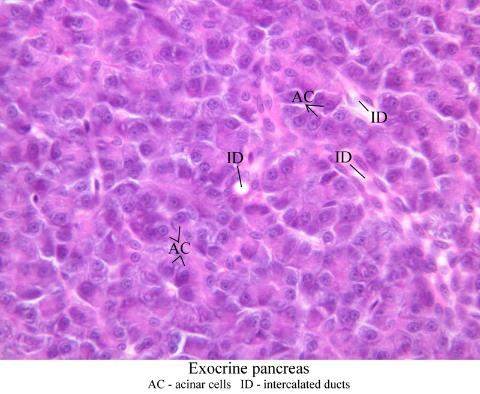 AC
ID
ID
ID
AC
Exocrine pancreas
AC - acinar cells ID - intercalated ducts